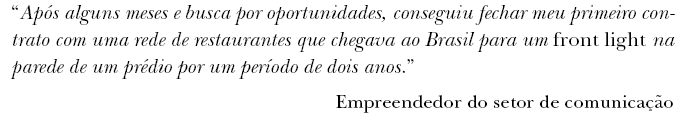 “Após alguns meses e busca por oportunidades, conseguiu fechar meu primeiro con-
trato com uma rede de restaurantes que chegava ao Brasil para um front light na
parede de um prédio por um período de dois anos.”
Empreendedor do setor de comunicação